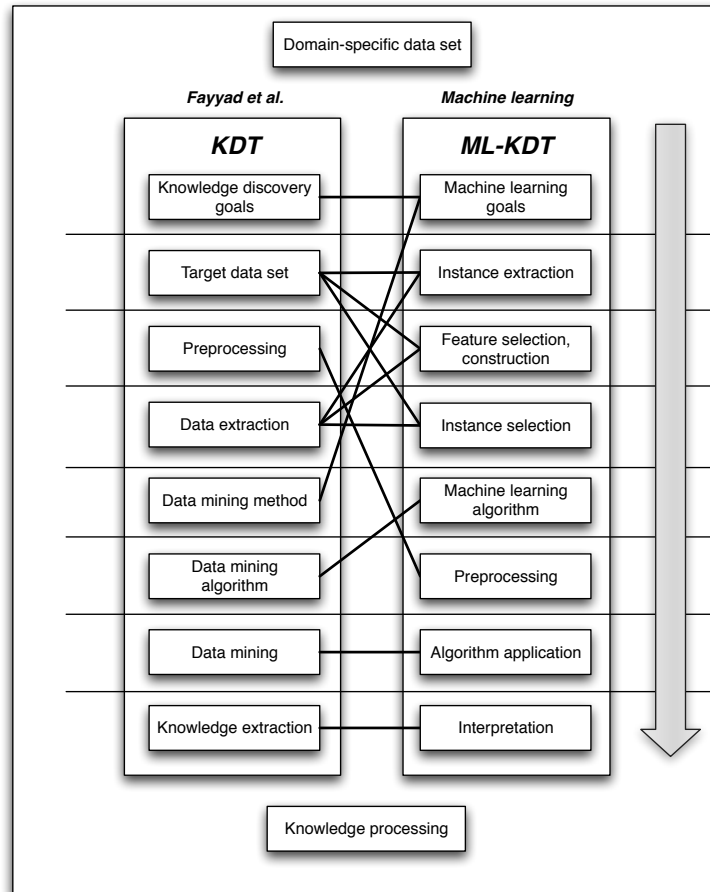 Domain-specific data set
Fayyad et al.
Machine learning
KDT
ML-KDT
Knowledge discovery
goals
Machine learning
goals
Target data set
Instance extraction
Preprocessing
Feature selection,
construction
Data extraction
Instance selection
Data mining method
Machine learning
algorithm
Data mining
algorithm
Preprocessing
Data mining
Algorithm application
Knowledge extraction
Interpretation
Knowledge processing